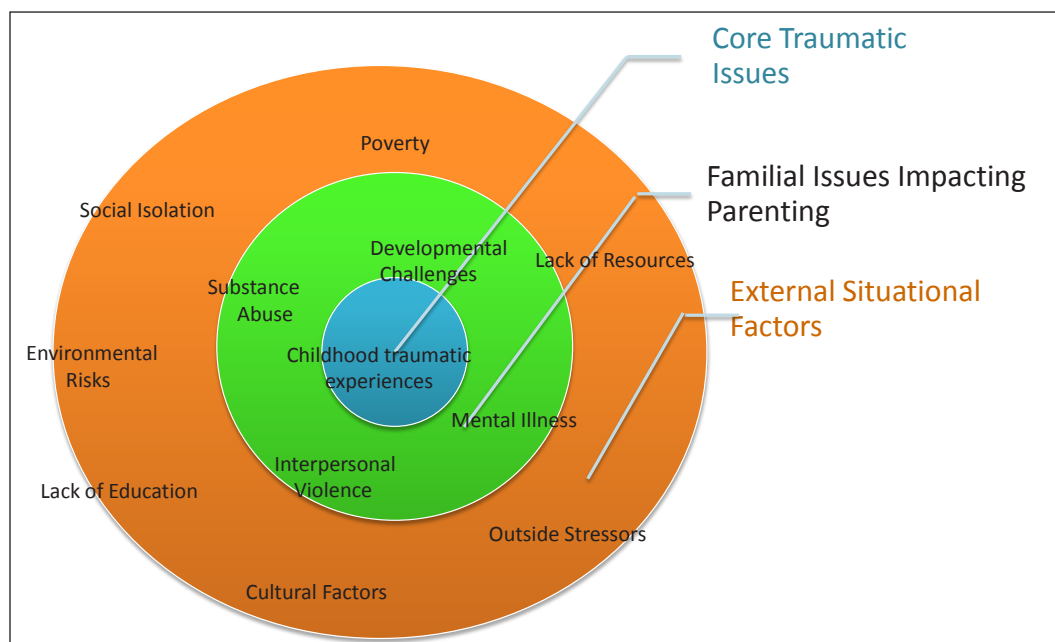 Core Traumatic
Issues
Poverty
Familial Issues Impacting
Parenting
Social Isolation
Developmental
Challenges
Lack of Resources
Substance
Abuse
External Situational
Factors
Environmental
Risks
Childhood traumatic
experiences
Mental Illness
Interpersonal
Violence
Lack of Education
Outside Stressors
Cultural Factors